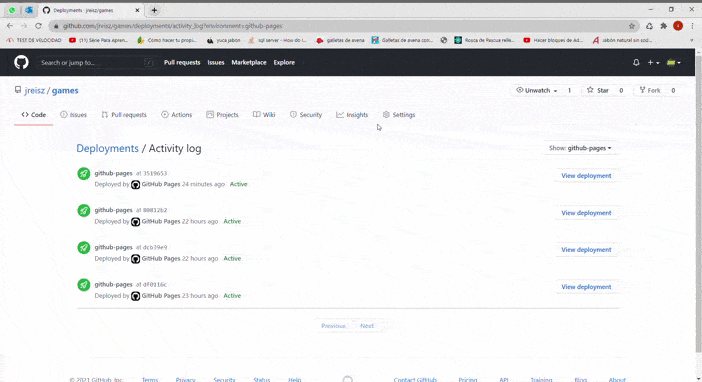 Deployments · jreisz/games
github.com/jreisz/games/deployments/activity_log?environment=github-pages
TEST DE VELOCIDAD (11) Série Para Apren... Cómo hacer tu propi... yuca jabón sql server - How do i... galletas de avena Galletas de avena con... Rosca de Pascua relle... Hacer bloques de Ad... jabón natural sin sod...
Search or jump to... / Pull requests Issues Marketplace Explore
jreisz / games Unwatch 1 Star 0 Fork 0
Code Issues Pull requests Actions Projects Wiki Security Insights Settings
Deployments / Activity log Show: github-pages
github-pages at 3519653
Deployed by GitHub Pages 24 minutes ago Active
View deployment
github-pages at
Deployed by GitHub Pages 22 hours ago Active
View deployment
github-pages at dcb39e9
Deployed by GitHub Pages 22 hours ago Active
View deployment
github-pages at df0116c
Deployed by GitHub Pages 23 hours ago Active
View deployment
Previous Next
© 2021 GitHub, Inc. Terms Privacy Security Status Help Contact GitHub Pricing API Training Blog About